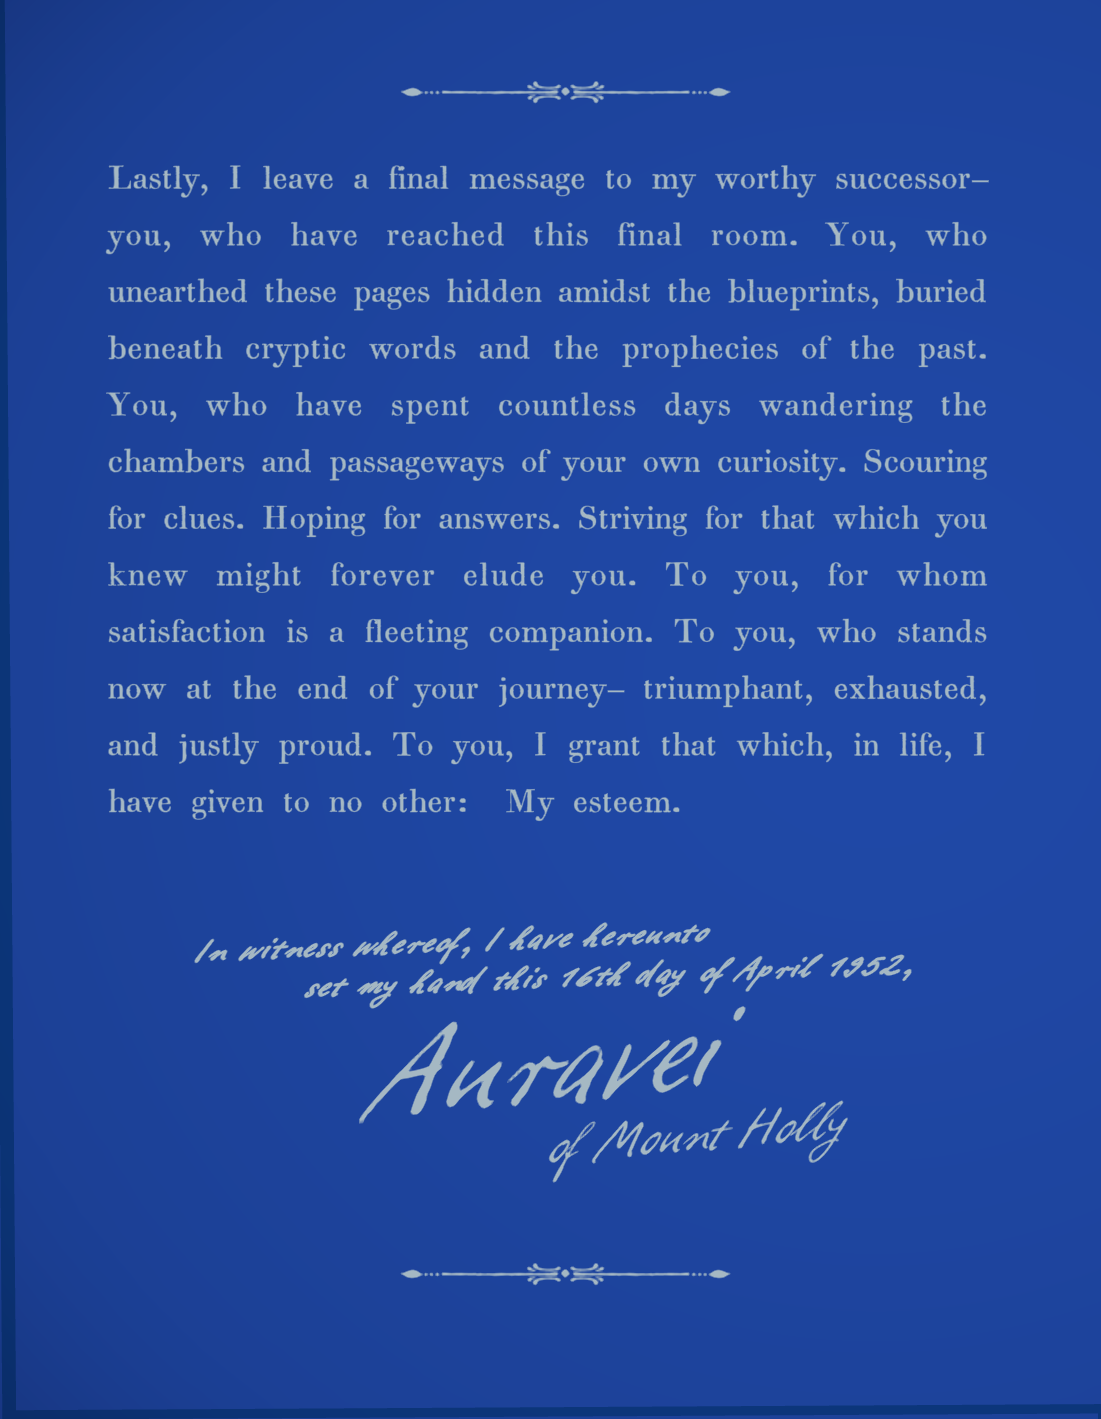 Lastly, I leave a final message to my worthy successor–
you, who have reached this final room. You, who
unearthed these pages hidden amidst the blueprints, buried
beneath cryptic words and the prophecies of the past.
You, who have spent countless days wandering the
chambers and passageways of your own curiosity. Scouring
for clues. Hoping for answers. Striving for that which you
knew might forever elude you. To you, for whom
satisfaction is a fleeting companion. To you, who stands
now at the end of your journey– triumphant, exhausted,
and justly proud. To you, I grant that which, in life, I
have given to no other: My esteem.
In witness whereof, I have hereunto
set my hand this 16th day of April 1952,
Auravei
of Mount Holly